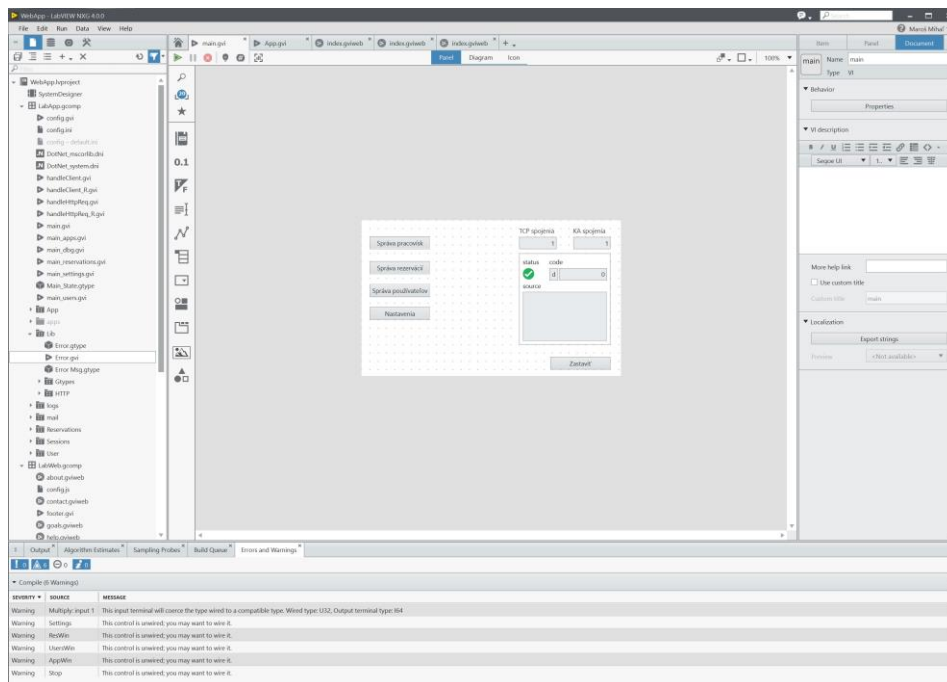 WebApp - LabVIEW NXG 4.0.0
File Edit Run Data View Help
Maroš Mihaľ
main.gvi
App.gvi
index.gviweb
index.gviweb
index.gviweb
Item
Panel
Document
Panel
Diagram
Icon
100%
main
Name main
Type VI
Behavior
Properties
VI description
Segoe UI
More help link
Use custom title
Custom title main
Localization
Export strings
Preview <Not available>
WebApp.lvproject
SystemDesigner
LabApp.gcomp
config.gvi
config.ini
config - default.ini
DotNet_mscorlib.dni
DotNet_system.dni
handleClient.gvi
handleClient_R.gvi
handleHttpReq.gvi
handleHttpReq_R.gvi
main.gvi
main_apps.gvi
main_dbg.gvi
main_reservations.gvi
main_settings.gvi
Main_State.gtype
main_users.gvi
App
apps
Lib
Error.gtype
Error.gvi
Error Msg.gtype
Gtypes
HTTP
logs
mail
Reservations
Sessions
User
LabWeb.gcomp
about.gviweb
config.js
contact.gviweb
footer.gvi
goals.gviweb
help.gviweb
0.1
Správa pracovísk
Správa rezervácií
Správa používateľov
Nastavenia
TCP spojenia
KA spojenia
1
1
status code
d 0
source
Zastaviť
Output
Algorithm Estimates
Sampling Probes
Build Queue
Errors and Warnings
0 6 0 0
Compile (6 Warnings)
SEVERITY SOURCE MESSAGE
Warning Multiply: input 1 This input terminal will coerce the type wired to a compatible type. Wired type: U32, Output terminal type: I64
Warning Settings This control is unwired; you may want to wire it.
Warning ResWin This control is unwired; you may want to wire it.
Warning UsersWin This control is unwired; you may want to wire it.
Warning AppWin This control is unwired; you may want to wire it.
Warning Stop This control is unwired; you may want to wire it.